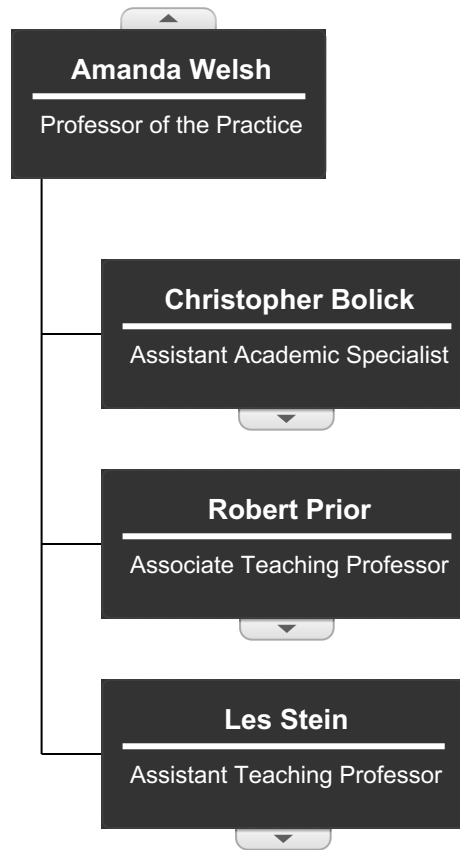 Amanda Welsh
Professor of the Practice
Christopher Bolick
Assistant Academic Specialist
Robert Prior
Associate Teaching Professor
Les Stein
Assistant Teaching Professor